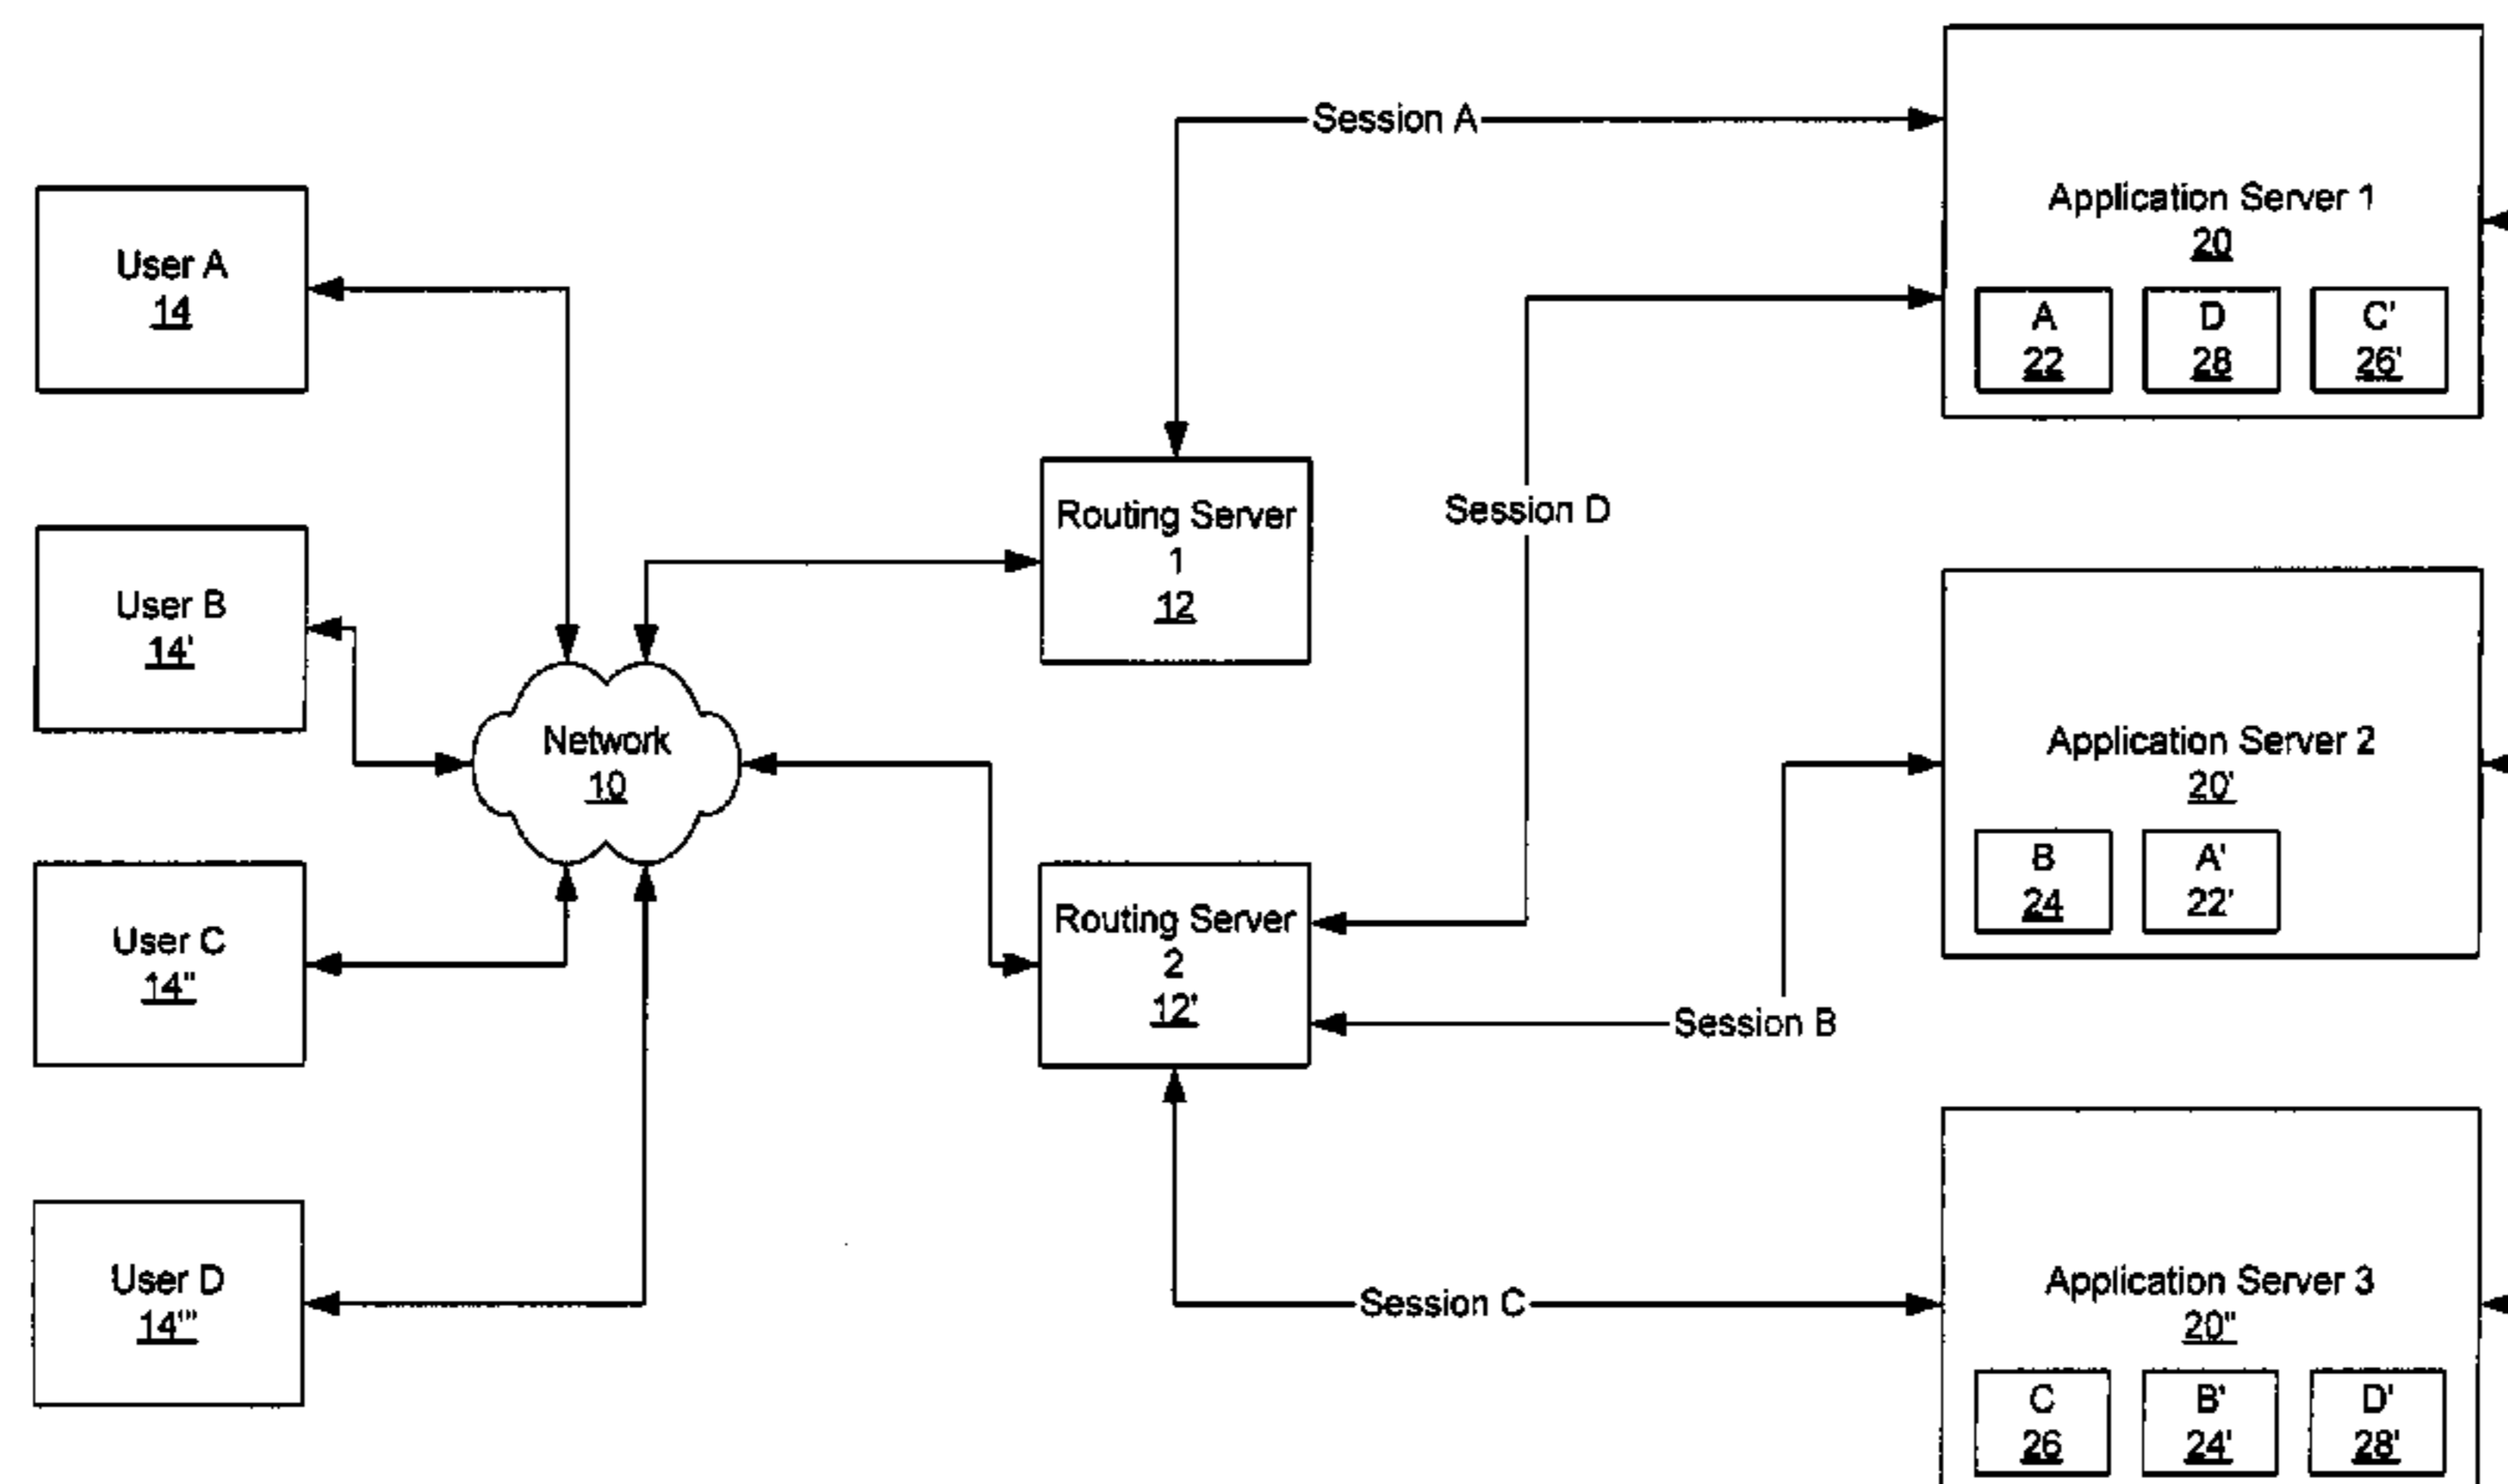 Session A
Application Server 1
20
A
22
D
28
C'
26'
User A
14
Routing Server
1
12
Session D
User B
14'
Network
10
Application Server 2
20'
B
24
A'
22'
User C
14"
Routing Server
2
12'
Session B
User D
14'"
Session C
Application Server 3
20"
C
26
B'
24'
D'
28'